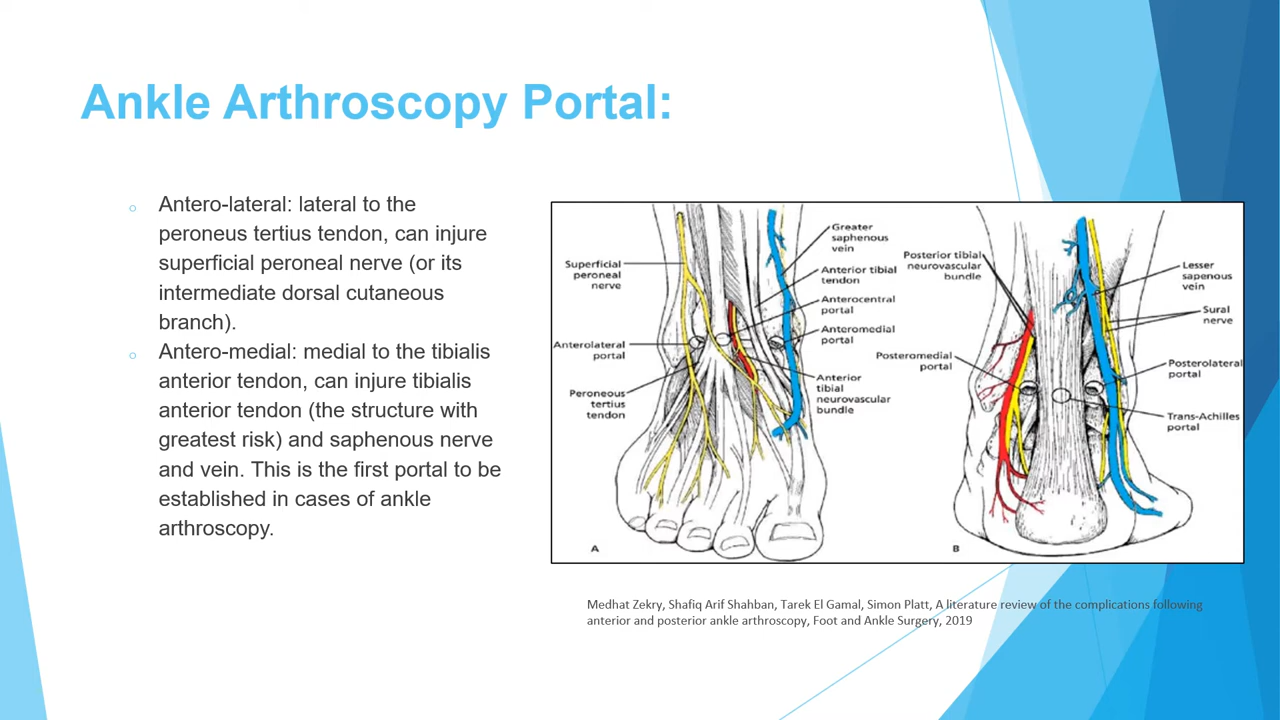 Ankle Arthroscopy Portal:
Antero-lateral: lateral to the
peroneus tertius tendon, can injure
superficial peroneal nerve (or its
intermediate dorsal cutaneous
branch).
Antero-medial: medial to the tibialis
anterior tendon, can injure tibialis
anterior tendon (the structure with
greatest risk) and saphenous nerve
and vein. This is the first portal to be
established in cases of ankle
arthroscopy.
Superficial
peroneal
nerve
Anterolateral
portal
Peroneous
tertius
tendon
Greater
saphenous
vein
Anterior tibial
tendon
Anterocentral
portal
Anteromedial
portal
Anterior
tibial
neurovascular
bundle
A
Posterior tibial
neurovascular
bundle
Posteromedial
portal
Lesser
sapenous
vein
Sural
nerve
Posterolateral
portal
Trans-Achilles
portal
B
Medhat Zekry, Shafiq Arif Shahban, Tarek El Gamal, Simon Platt, A literature review of the complications following
anterior and posterior ankle arthroscopy, Foot and Ankle Surgery, 2019